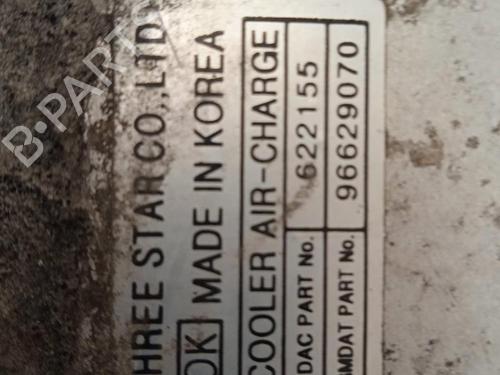 HREE STAR CO.,LTD
OK MADE IN KOREA
COOLER AIR-CHARGE
DAC PART No. 622155
MDAT PART No. 96629070
B-PARTS